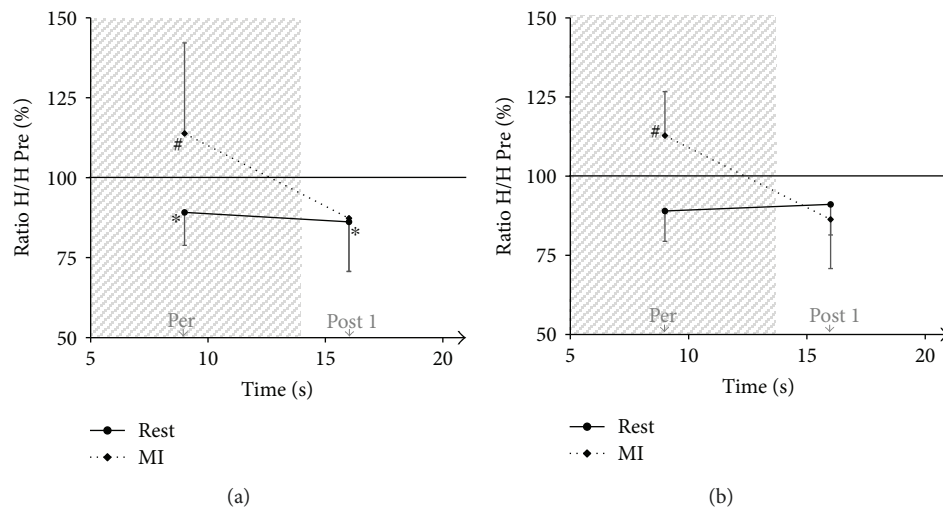 150
125
100
75
50
Ratio H/H Pre (%)
#
*
*
Per
Post 1
5
10
15
20
Time (s)
Rest
MI
(a)
150
125
100
75
50
Ratio H/H Pre (%)
#
Per
Post 1
5
10
15
20
Time (s)
Rest
MI
(b)